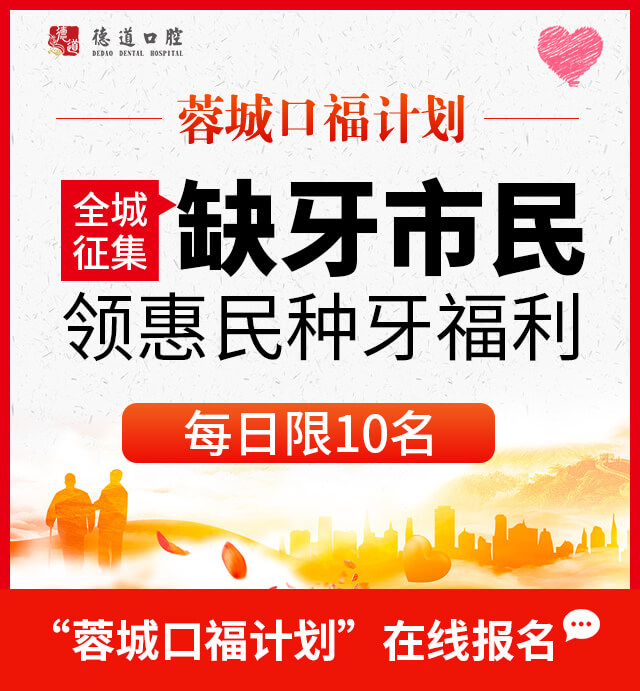 德道
德道口腔
DEDAO DENTAL HOSPITAL
蓉城口福计划
全城
征集
缺牙市民
领惠民种牙福利
每日限10名
“蓉城口福计划”在线报名